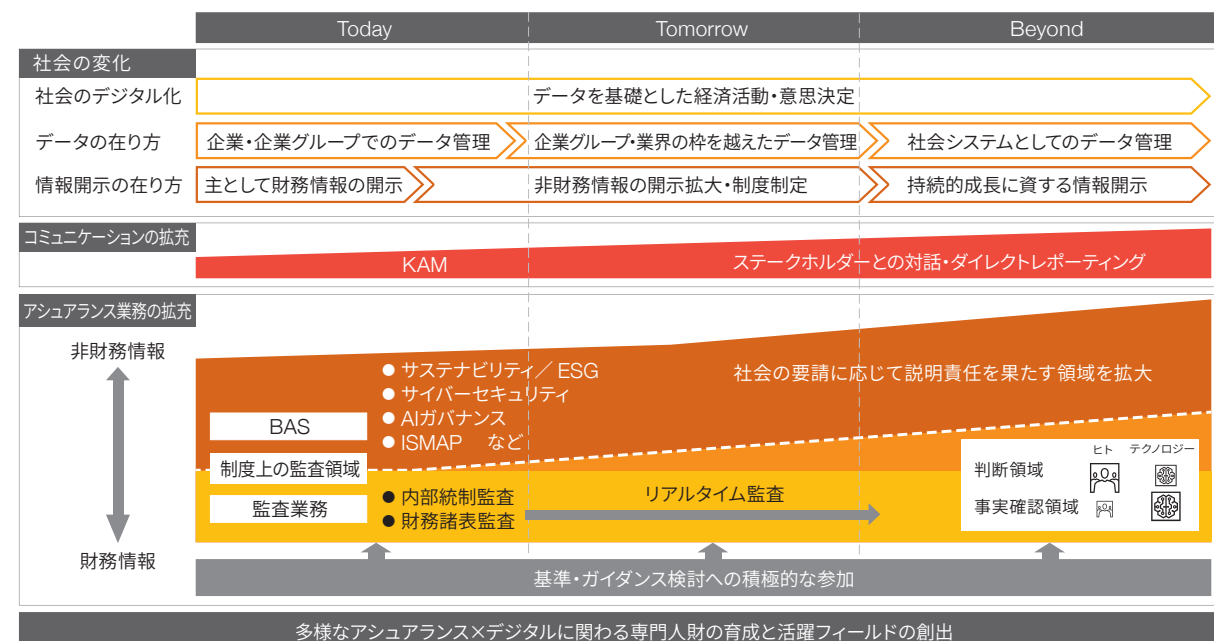 Today
Tomorrow
Beyond
社会の変化
社会のデジタル化
データを基礎とした経済活動・意思決定
データの在り方
企業・企業グループでのデータ管理
企業グループ・業界の枠を越えたデータ管理
社会システムとしてのデータ管理
情報開示の在り方
主として財務情報の開示
非財務情報の開示拡大・制度制定
持続的成長に資する情報開示
コミュニケーションの拡充
KAM
ステークホルダーとの対話・ダイレクトレポーティング
アシュアランス業務の拡充
非財務情報
財務情報
BAS
制度上の監査領域
監査業務
● サステナビリティ／ ESG
● サイバーセキュリティ
● AIガバナンス
● ISMAP など
● 内部統制監査
● 財務諸表監査
社会の要請に応じて説明責任を果たす領域を拡大
リアルタイム監査
ヒト
テクノロジー
判断領域
事実確認領域
基準・ガイダンス検討への積極的な参加
多様なアシュアランス×デジタルに関わる専門人財の育成と活躍フィールドの創出